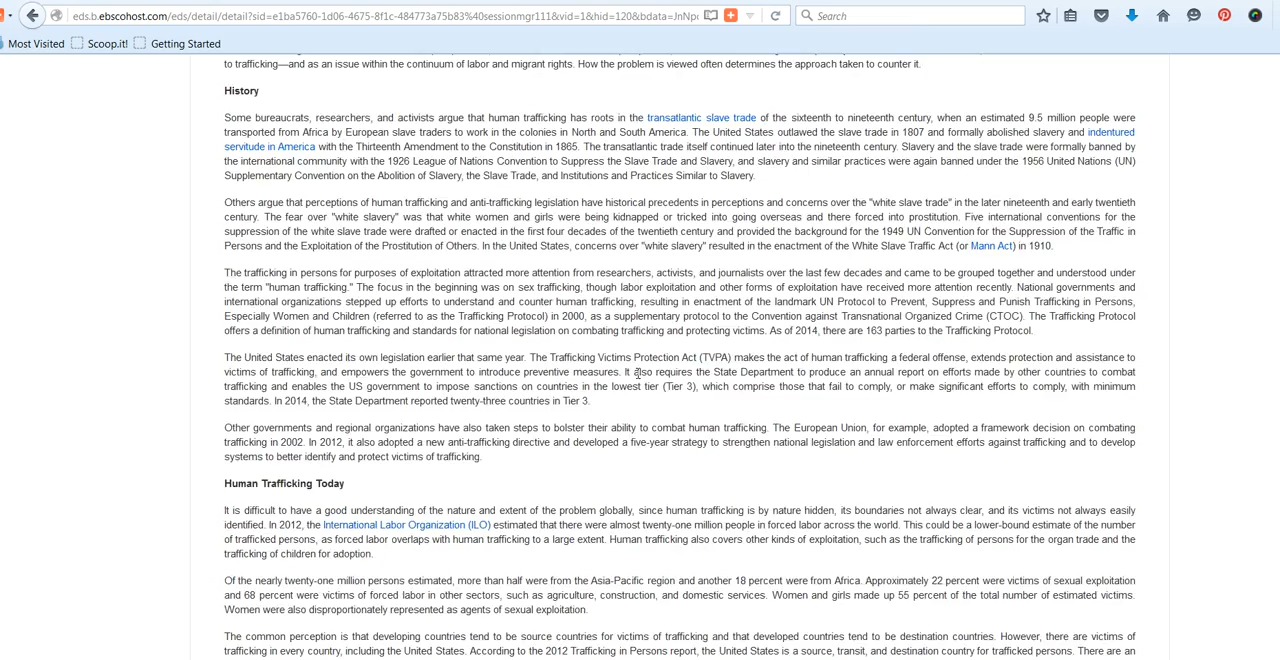 eds.b.ebscohost.com/eds/detail/detail?sid=e1ba5760-1d06-4675-8f1c-484773a75b83%40sessionmgr111&vid=1&hid=120&bdata=JnNpc
Search
Most Visited Scoop.it! Getting Started
to trafficking—and as an issue within the continuum of labor and migrant rights. How the problem is viewed often determines the approach taken to counter it.
History
Some bureaucrats, researchers, and activists argue that human trafficking has roots in the transatlantic slave trade of the sixteenth to nineteenth century, when an estimated 9.5 million people were
transported from Africa by European slave traders to work in the colonies in North and South America. The United States outlawed the slave trade in 1807 and formally abolished slavery and indentured
servitude in America with the Thirteenth Amendment to the Constitution in 1865. The transatlantic trade itself continued later into the nineteenth century. Slavery and the slave trade were formally banned by
the international community with the 1926 League of Nations Convention to Suppress the Slave Trade and Slavery, and slavery and similar practices were again banned under the 1956 United Nations (UN)
Supplementary Convention on the Abolition of Slavery, the Slave Trade, and Institutions and Practices Similar to Slavery.
Others argue that perceptions of human trafficking and anti-trafficking legislation have historical precedents in perceptions and concerns over the "white slave trade" in the later nineteenth and early twentieth
century. The fear over "white slavery" was that white women and girls were being kidnapped or tricked into going overseas and there forced into prostitution. Five international conventions for the
suppression of the white slave trade were drafted or enacted in the first four decades of the twentieth century and provided the background for the 1949 UN Convention for the Suppression of the Traffic in
Persons and the Exploitation of the Prostitution of Others. In the United States, concerns over "white slavery" resulted in the enactment of the White Slave Traffic Act (or Mann Act) in 1910.
The trafficking in persons for purposes of exploitation attracted more attention from researchers, activists, and journalists over the last few decades and came to be grouped together and understood under
the term "human trafficking." The focus in the beginning was on sex trafficking, though labor exploitation and other forms of exploitation have received more attention recently. National governments and
international organizations stepped up efforts to understand and counter human trafficking, resulting in enactment of the landmark UN Protocol to Prevent, Suppress and Punish Trafficking in Persons,
Especially Women and Children (referred to as the Trafficking Protocol) in 2000, as a supplementary protocol to the Convention against Transnational Organized Crime (CTOC). The Trafficking Protocol
offers a definition of human trafficking and standards for national legislation on combating trafficking and protecting victims. As of 2014, there are 163 parties to the Trafficking Protocol.
The United States enacted its own legislation earlier that same year. The Trafficking Victims Protection Act (TVPA) makes the act of human trafficking a federal offense, extends protection and assistance to
victims of trafficking, and empowers the government to introduce preventive measures. It also requires the State Department to produce an annual report on efforts made by other countries to combat
trafficking and enables the US government to impose sanctions on countries in the lowest tier (Tier 3), which comprise those that fail to comply, or make significant efforts to comply, with minimum
standards. In 2014, the State Department reported twenty-three countries in Tier 3.
Other governments and regional organizations have also taken steps to bolster their ability to combat human trafficking. The European Union, for example, adopted a framework decision on combating
trafficking in 2002. In 2012, it also adopted a new anti-trafficking directive and developed a five-year strategy to strengthen national legislation and law enforcement efforts against trafficking and to develop
systems to better identify and protect victims of trafficking.
Human Trafficking Today
It is difficult to have a good understanding of the nature and extent of the problem globally, since human trafficking is by nature hidden, its boundaries not always clear, and its victims not always easily
identified. In 2012, the International Labor Organization (ILO) estimated that there were almost twenty-one million people in forced labor across the world. This could be a lower-bound estimate of the number
of trafficked persons, as forced labor overlaps with human trafficking to a large extent. Human trafficking also covers other kinds of exploitation, such as the trafficking of persons for the organ trade and the
trafficking of children for adoption.
Of the nearly twenty-one million persons estimated, more than half were from the Asia-Pacific region and another 18 percent were from Africa. Approximately 22 percent were victims of sexual exploitation
and 68 percent were victims of forced labor in other sectors, such as agriculture, construction, and domestic services. Women and girls made up 55 percent of the total number of estimated victims.
Women were also disproportionately represented as agents of sexual exploitation.
The common perception is that developing countries tend to be source countries for victims of trafficking and that developed countries tend to be destination countries. However, there are victims of
trafficking in every country, including the United States. According to the 2012 Trafficking in Persons report, the United States is a source, transit, and destination country for trafficked persons. There are an